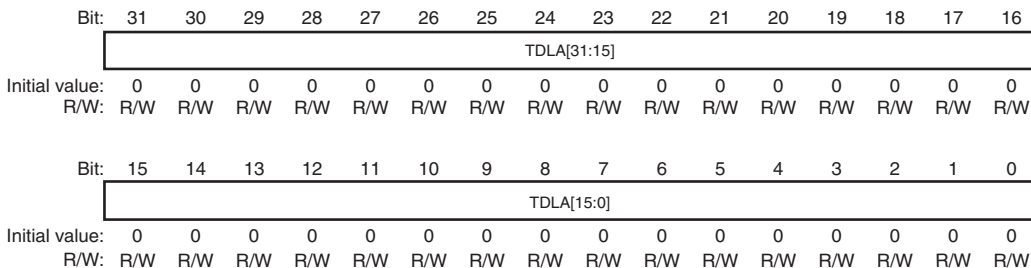 Bit: 31 30 29 28 27 26 25 24 23 22 21 20 19 18 17 16
TDLA[31:15]
Initial value: 0 0 0 0 0 0 0 0 0 0 0 0 0 0 0 0
R/W: R/W R/W R/W R/W R/W R/W R/W R/W R/W R/W R/W R/W R/W R/W R/W R/W
Bit: 15 14 13 12 11 10 9 8 7 6 5 4 3 2 1 0
TDLA[15:0]
Initial value: 0 0 0 0 0 0 0 0 0 0 0 0 0 0 0 0
R/W: R/W R/W R/W R/W R/W R/W R/W R/W R/W R/W R/W R/W R/W R/W R/W R/W